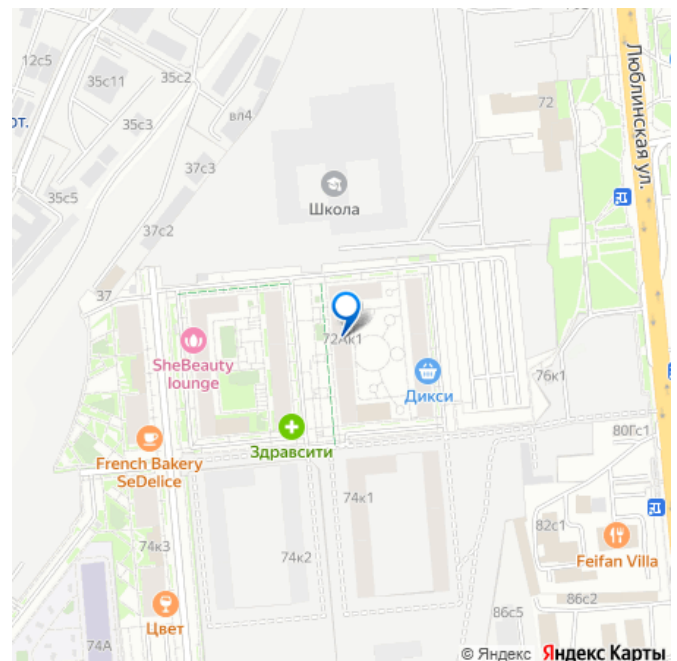 12с5
35с11
35с2
72
Люблинская ул.
вл4
от.
35с3
37с3
Школа
35с5
37с2
37
72Ак1
SheBeauty
lounge
76к1
Дикси
80Гс1
Здравсити
French Bakery
SeDelice
74к1
82с1
74к3
74к2
Feifan Villa
86с2
86с5
Цвет
74А
© Яндекс Яндекс Карты